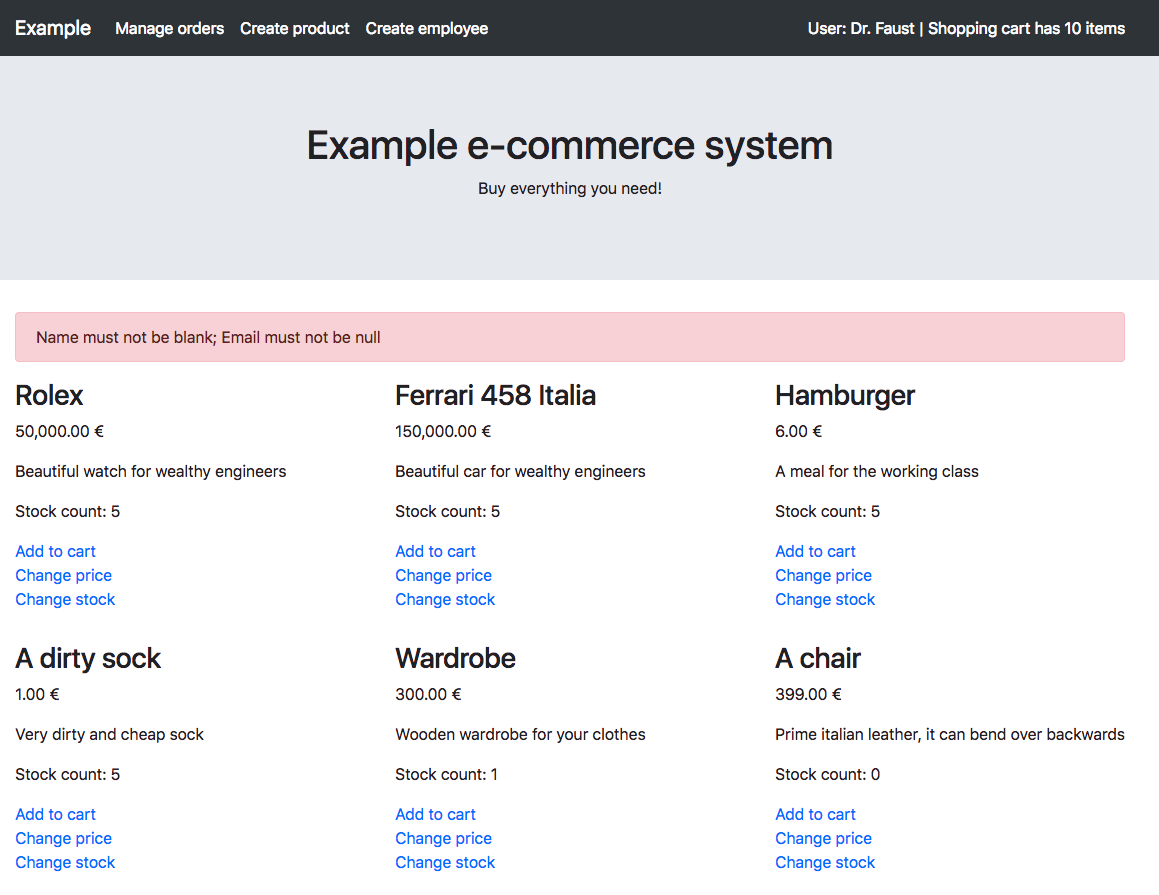 Example Manage orders Create product Create employee User: Dr. Faust | Shopping cart has 10 items
Example e-commerce system
Buy everything you need!
Name must not be blank; Email must not be null
Rolex
50,000.00 €
Beautiful watch for wealthy engineers
Stock count: 5
Add to cart
Change price
Change stock
Ferrari 458 Italia
150,000.00 €
Beautiful car for wealthy engineers
Stock count: 5
Add to cart
Change price
Change stock
Hamburger
6.00 €
A meal for the working class
Stock count: 5
Add to cart
Change price
Change stock
A dirty sock
1.00 €
Very dirty and cheap sock
Stock count: 5
Add to cart
Change price
Change stock
Wardrobe
300.00 €
Wooden wardrobe for your clothes
Stock count: 1
Add to cart
Change price
Change stock
A chair
399.00 €
Prime italian leather, it can bend over backwards
Stock count: 0
Add to cart
Change price
Change stock